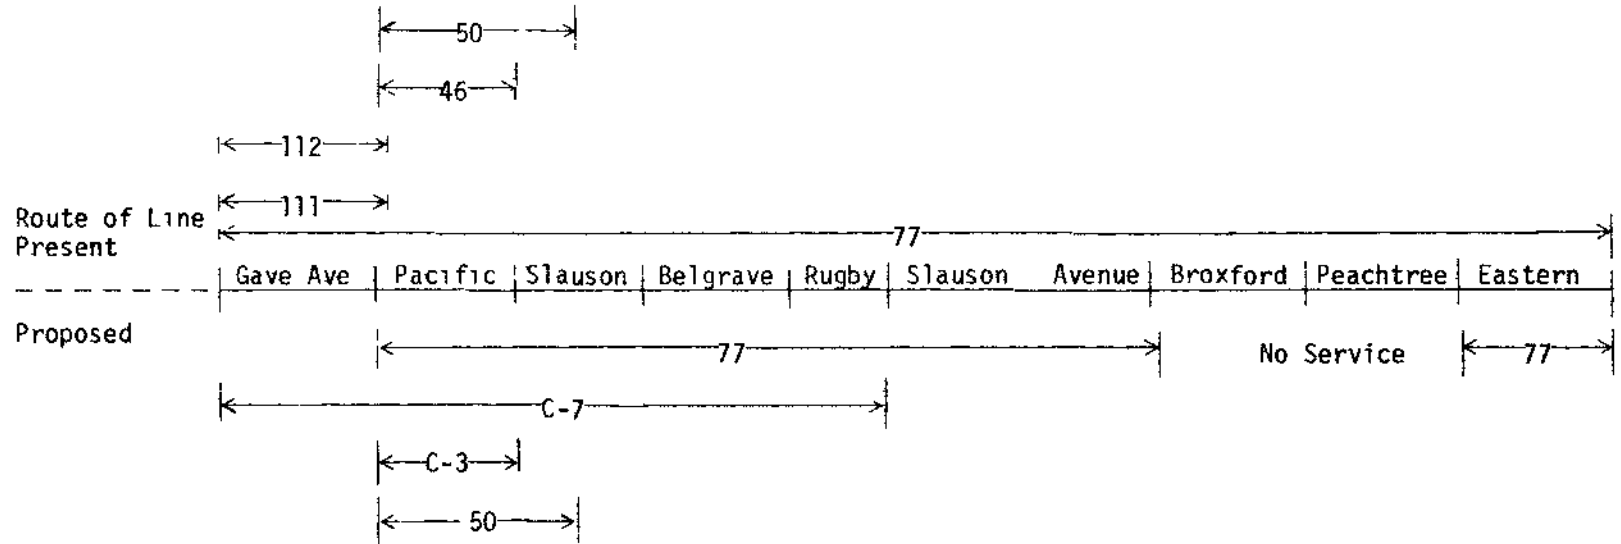 50
46
112
111
Route of Line
Present
77
Gave Ave Pacific Slauson Belgrave Rugby Slauson Avenue Broxford Peachtree Eastern
Proposed
77 No Service 77
C-7
C-3
50